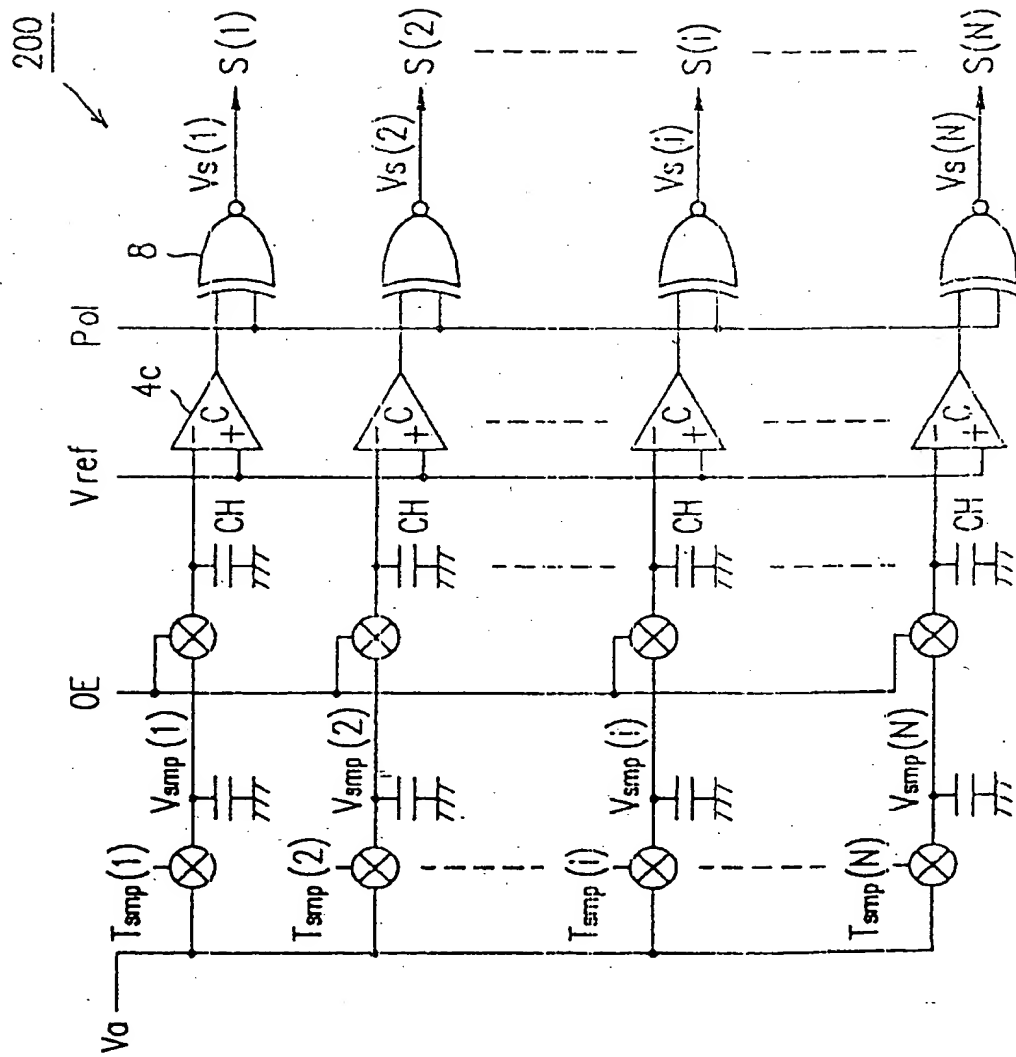 200
Va
Tsmp(1)
Vsmp(1)
OE
CH
Vref
4c
−
+
C
Pol
8
Vs(1)
S(1)
Tsmp(2)
Vsmp(2)
CH
−
+
C
Vs(2)
S(2)
Tsmp(i)
Vsmp(i)
CH
−
+
C
Vs(i)
S(i)
Tsmp(N)
Vsmp(N)
CH
−
+
C
Vs(N)
S(N)